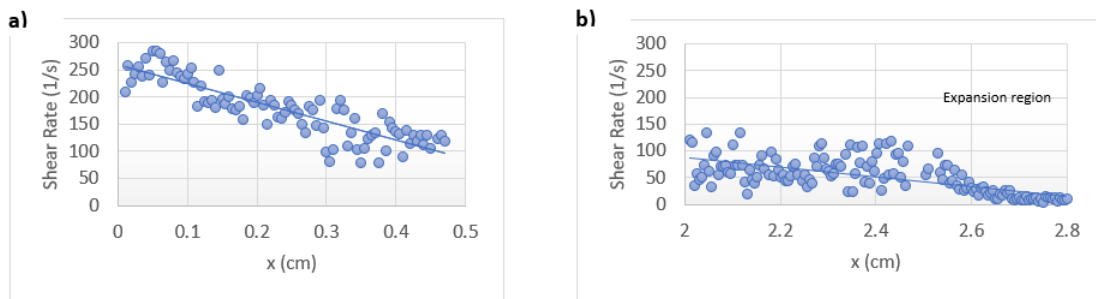 a)
300
250
200
150
100
50
0
Shear Rate (1/s)
0 0.1 0.2 0.3 0.4 0.5
x (cm)
b)
300
250
200
150
100
50
0
Shear Rate (1/s)
Expansion region
2 2.2 2.4 2.6 2.8
x (cm)